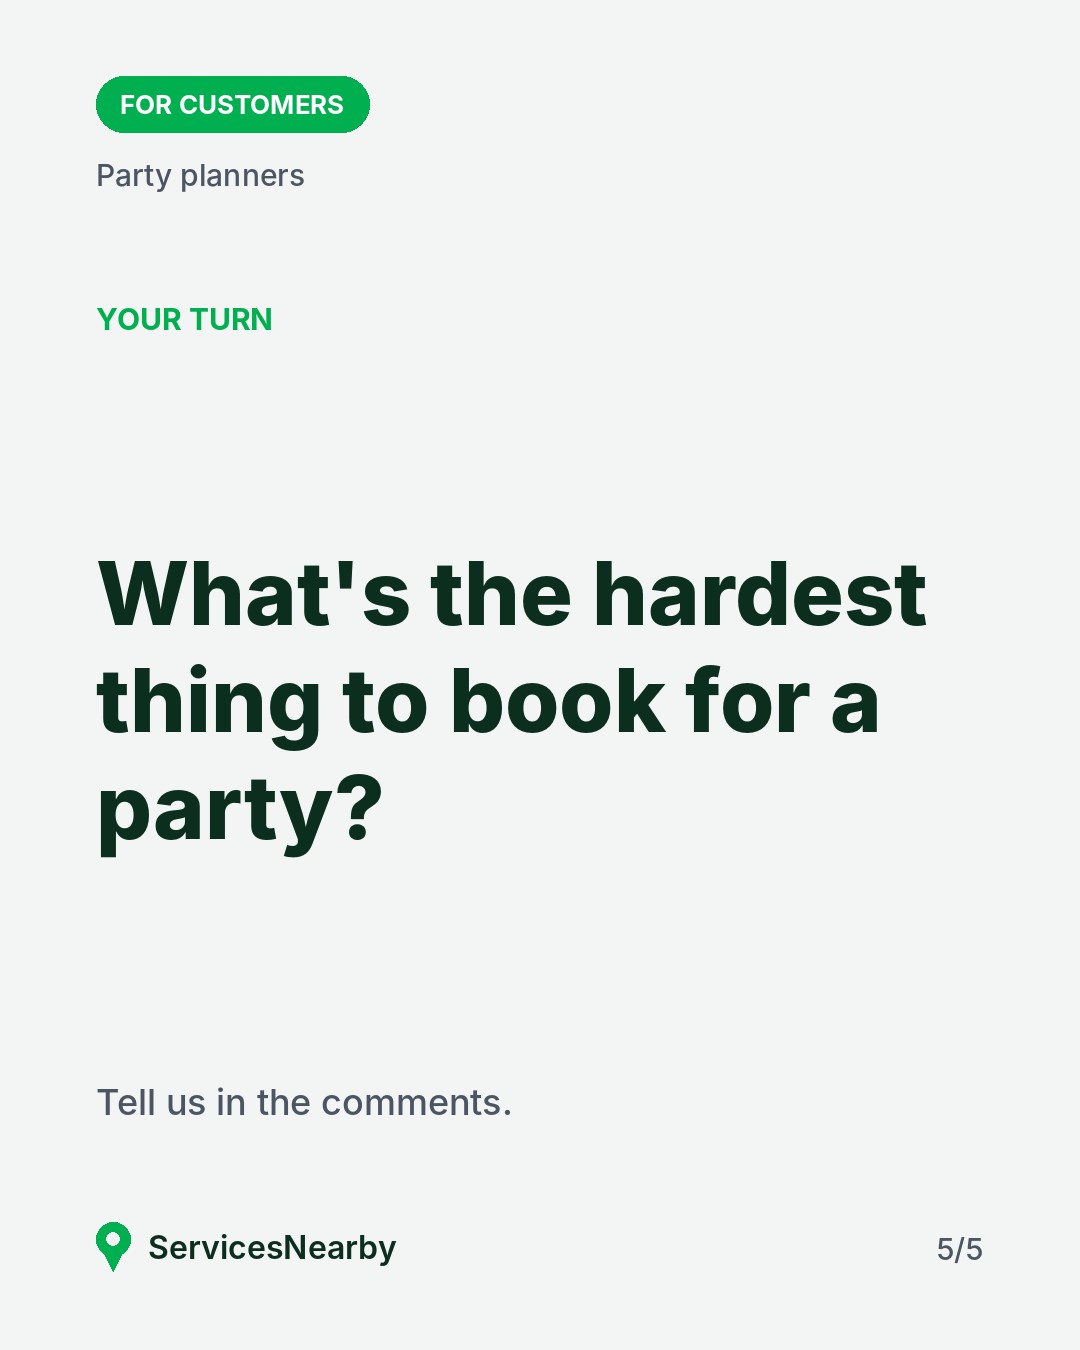 FOR CUSTOMERS
Party planners
YOUR TURN
What's the hardest
thing to book for a
party?
Tell us in the comments.
ServicesNearby
5/5